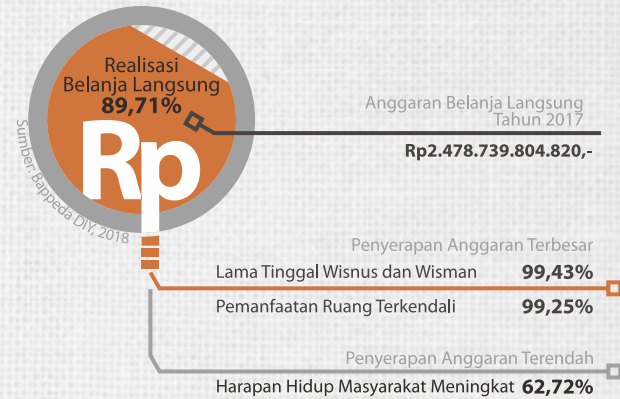 Realisasi
Belanja Langsung
89,71%
Rp
Sumber: Bappeda DIY, 2018
Anggaran Belanja Langsung
Tahun 2017
Rp2.478.739.804.820,-
Penyerapan Anggaran Terbesar
Lama Tinggal Wisnus dan Wisman 99,43%
Pemanfaatan Ruang Terkendali 99,25%
Penyerapan Anggaran Terendah
Harapan Hidup Masyarakat Meningkat 62,72%